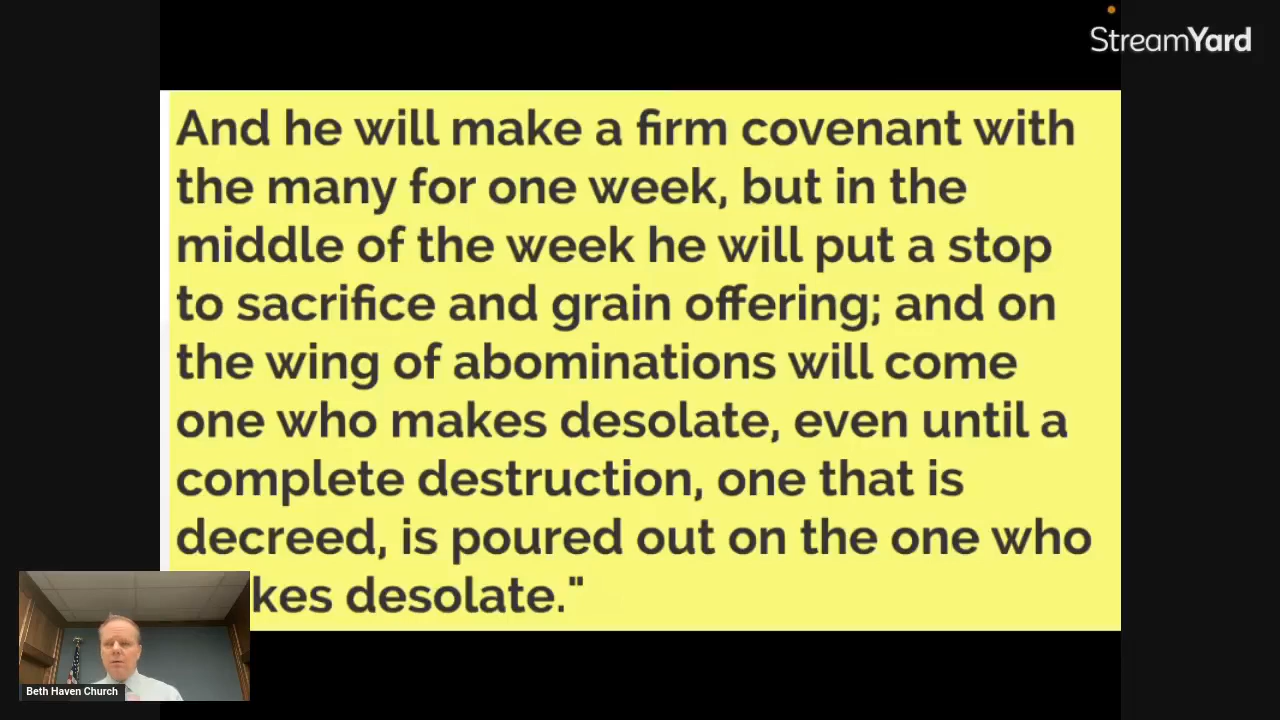 StreamYard
And he will make a firm covenant with
the many for one week, but in the
middle of the week he will put a stop
to sacrifice and grain offering; and on
the wing of abominations will come
one who makes desolate, even until a
complete destruction, one that is
decreed, is poured out on the one who
kes desolate."
Beth Haven Church